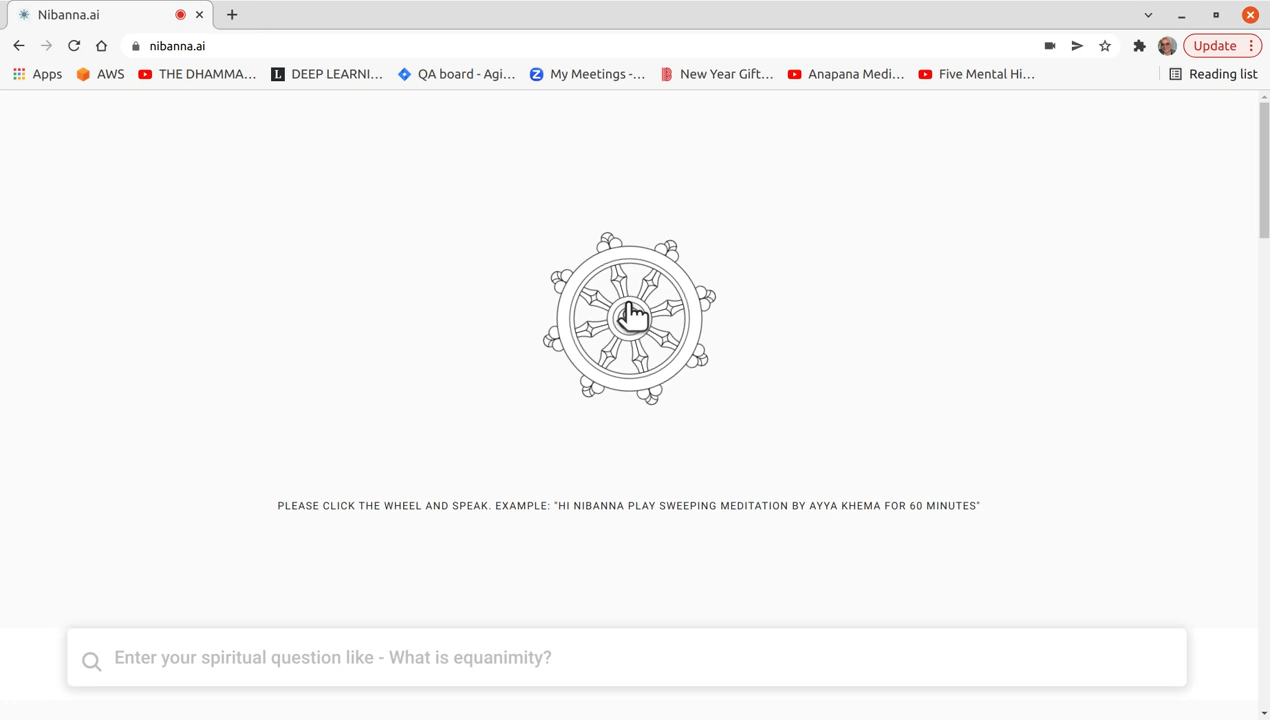 Nibanna.ai
nibanna.ai
Update
Apps AWS THE DHAMMA... DEEP LEARNI... QA board - Agi... My Meetings -... New Year Gift... Anapana Medi... Five Mental Hi... Reading list
PLEASE CLICK THE WHEEL AND SPEAK. EXAMPLE: "HI NIBANNA PLAY SWEEPING MEDITATION BY AYYA KHEMA FOR 60 MINUTES"
Enter your spiritual question like - What is equanimity?